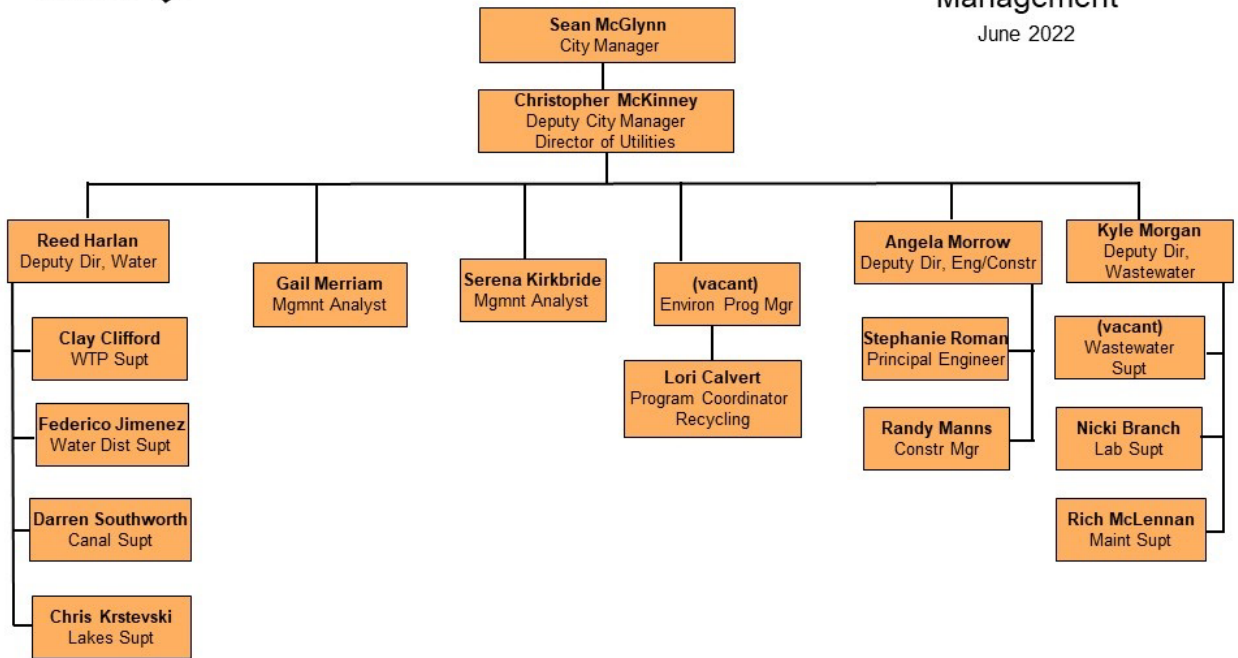 Management
June 2022
Sean McGlynn
City Manager
Christopher McKinney
Deputy City Manager
Director of Utilities
Reed Harlan
Deputy Dir, Water
Clay Clifford
WTP Supt
Federico Jimenez
Water Dist Supt
Darren Southworth
Canal Supt
Chris Krstevski
Lakes Supt
Gail Merriam
Mgmnt Analyst
Serena Kirkbride
Mgmnt Analyst
(vacant)
Environ Prog Mgr
Lori Calvert
Program Coordinator
Recycling
Angela Morrow
Deputy Dir, Eng/Constr
Stephanie Roman
Principal Engineer
Randy Manns
Constr Mgr
Kyle Morgan
Deputy Dir,
Wastewater
(vacant)
Wastewater
Supt
Nicki Branch
Lab Supt
Rich McLennan
Maint Supt